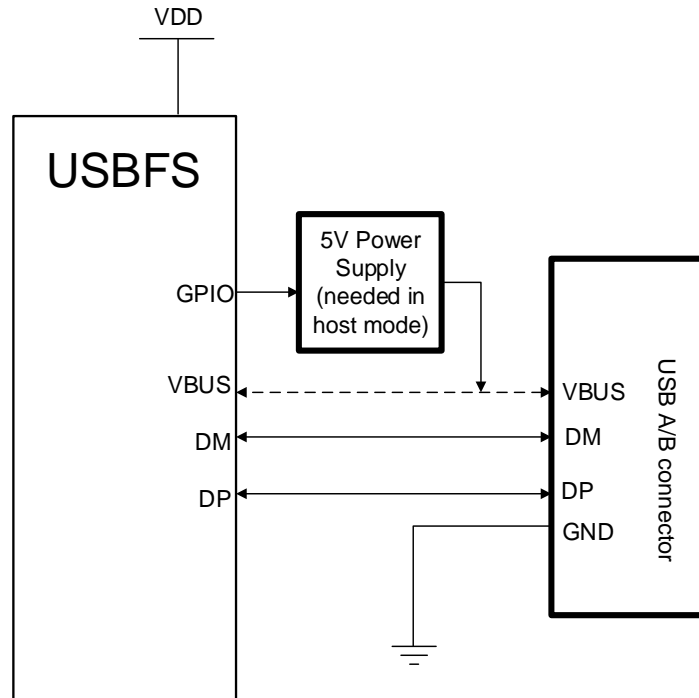 VDD
USBFS
5V Power
Supply
(needed in
host mode)
GPIO
VBUS
VBUS
DM
DM
DP
DP
GND
USB A/B connector